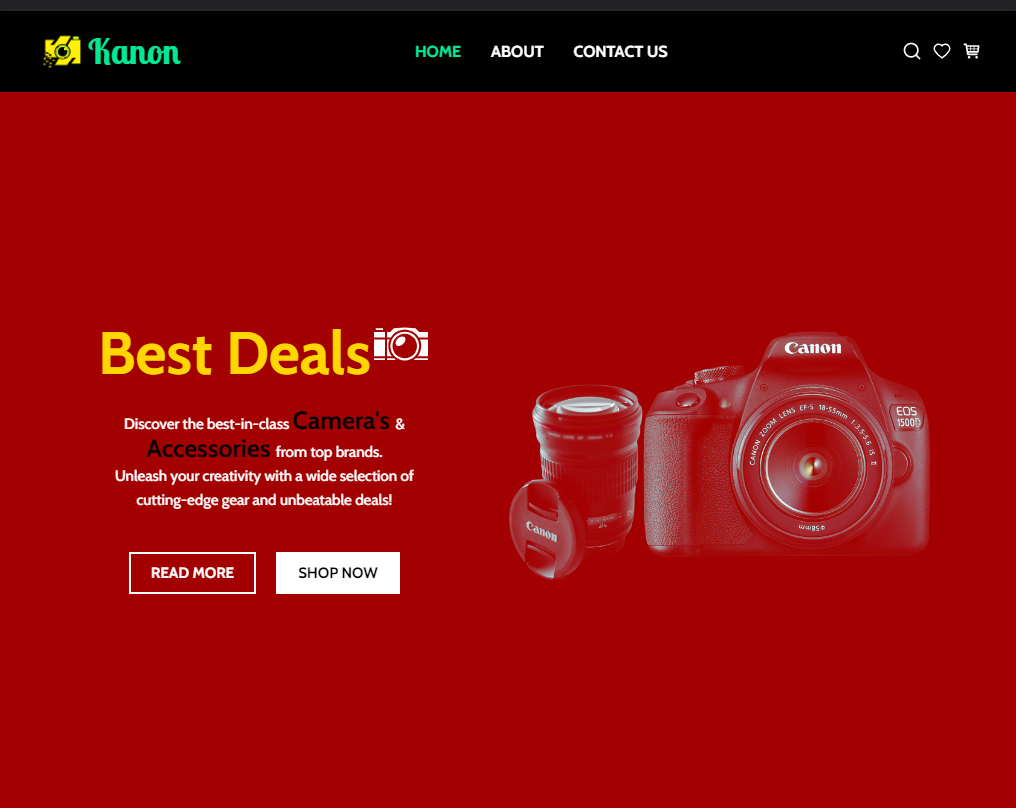 Kanon
HOME ABOUT CONTACT US
Best Deals
Discover the best-in-class Camera's &
Accessories from top brands.
Unleash your creativity with a wide selection of
cutting-edge gear and unbeatable deals!
READ MORE SHOP NOW
Canon
EOS
1500D
CANON ZOOM LENS EF-S 18-55mm 1:3.5-5.6 IS II
φ58mm
Canon